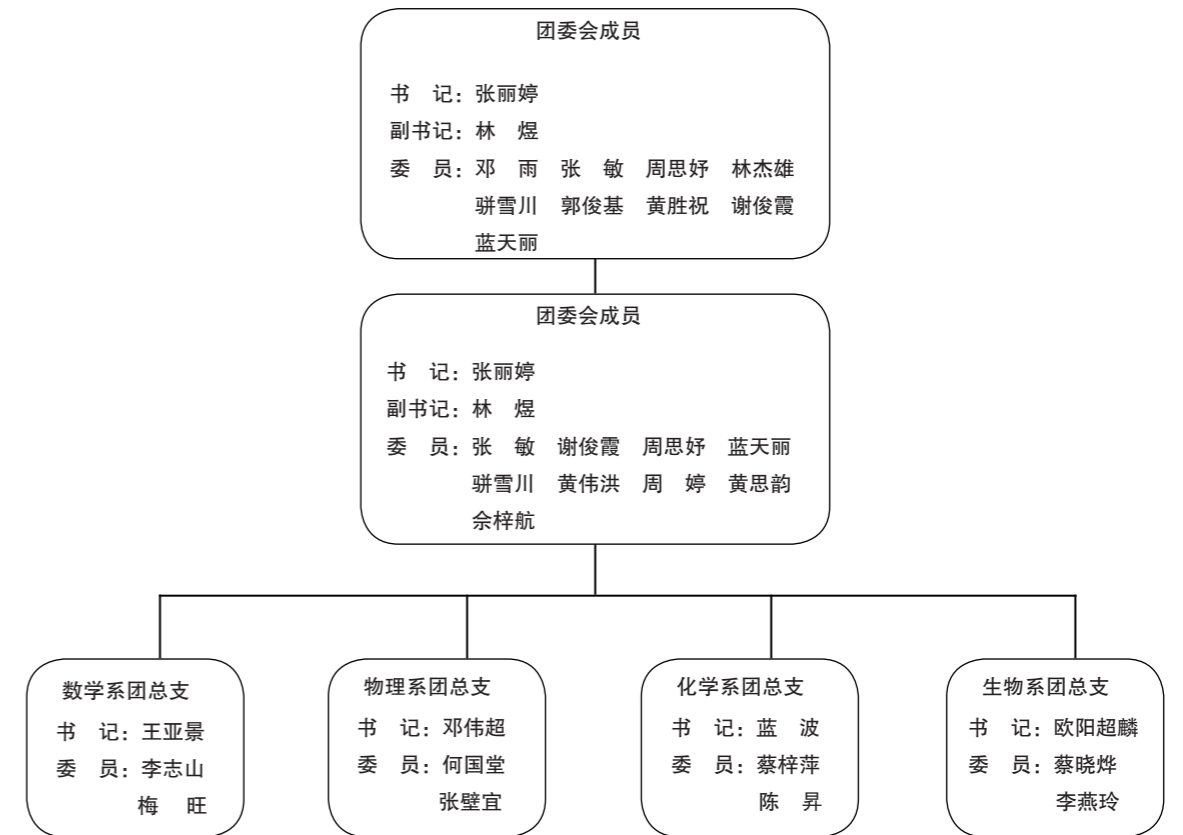 团委会成员
书 记：张丽婷
副书记：林 煜
委 员：邓 雨 张 敏 周思妤 林杰雄
骈雪川 郭俊基 黄胜祝 谢俊霞
蓝天丽
团委会成员
书 记：张丽婷
副书记：林 煜
委 员：张 敏 谢俊霞 周思妤 蓝天丽
骈雪川 黄伟洪 周 婷 黄思韵
佘梓航
数学系团总支
书 记：王亚景
委 员：李志山
梅 旺
物理系团总支
书 记：邓伟超
委 员：何国堂
张壁宜
化学系团总支
书 记：蓝 波
委 员：蔡梓萍
陈 昇
生物系团总支
书 记：欧阳超麟
委 员：蔡晓烨
李燕玲